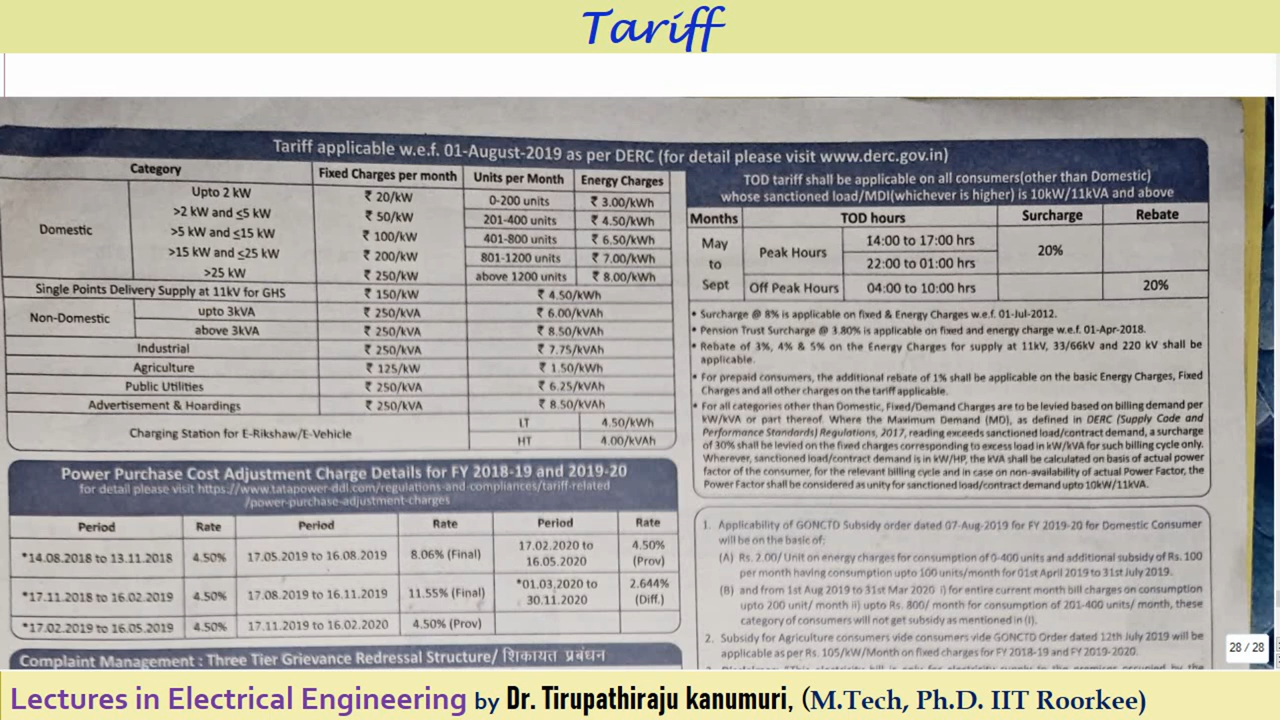 Tariff
Tariff applicable w.e.f. 01-August-2019 as per DERC (for detail please visit www.derc.gov.in)
Category Fixed Charges per month Units per Month Energy Charges
Domestic
Upto 2 kW ₹ 20/kW 0-200 units ₹ 3.00/kWh
>2 kW and ≤5 kW ₹ 50/kW 201-400 units ₹ 4.50/kWh
>5 kW and ≤15 kW ₹ 100/kW 401-800 units ₹ 6.50/kWh
>15 kW and ≤25 kW ₹ 200/kW 801-1200 units ₹ 7.00/kWh
>25 kW ₹ 250/kW above 1200 units ₹ 8.00/kWh
Single Points Delivery Supply at 11kV for GHS ₹ 150/kW ₹ 4.50/kWh
Non-Domestic
upto 3kVA ₹ 250/kVA ₹ 6.00/kVAh
above 3kVA ₹ 250/kVA ₹ 8.50/kVAh
Industrial ₹ 250/kVA ₹ 7.75/kVAh
Agriculture ₹ 125/kW ₹ 1.50/kWh
Public Utilities ₹ 250/kVA ₹ 6.25/kVAh
Advertisement & Hoardings ₹ 250/kVA ₹ 8.50/kVAh
Charging Station for E-Rikshaw/E-Vehicle
LT 4.50/kWh
HT 4.00/kVAh
Power Purchase Cost Adjustment Charge Details for FY 2018-19 and 2019-20
for detail please visit https://www.tatapower-ddl.com/regulations-and-compliances/tariff-related
/power-purchase-adjustment-charges
Period Rate Period Rate Period Rate
*14.08.2018 to 13.11.2018 4.50% 17.05.2019 to 16.08.2019 8.06% (Final) 17.02.2020 to 16.05.2020 4.50% (Prov)
*17.11.2018 to 16.02.2019 4.50% 17.08.2019 to 16.11.2019 11.55% (Final) *01.03.2020 to 30.11.2020 2.644% (Diff.)
*17.02.2019 to 16.05.2019 4.50% 17.11.2019 to 16.02.2020 4.50% (Prov)
Complaint Management : Three Tier Grievance Redressal Structure/ शिकायत प्रबंधन
TOD tariff shall be applicable on all consumers(other than Domestic)
whose sanctioned load/MDI(whichever is higher) is 10kW/11kVA and above
Months TOD hours Surcharge Rebate
May to Sept
Peak Hours 14:00 to 17:00 hrs 20%
22:00 to 01:00 hrs
Off Peak Hours 04:00 to 10:00 hrs 20%
• Surcharge @ 8% is applicable on fixed & Energy Charges w.e.f. 01-Jul-2012.
• Pension Trust Surcharge @ 3.80% is applicable on fixed and energy charge w.e.f. 01-Apr-2018.
• Rebate of 3%, 4% & 5% on the Energy Charges for supply at 11kV, 33/66kV and 220 kV shall be
applicable.
• For prepaid consumers, the additional rebate of 1% shall be applicable on the basic Energy Charges, Fixed
Charges and all other charges on the tariff applicable.
• For all categories other than Domestic, Fixed/Demand Charges are to be levied based on billing demand per
kW/kVA or part thereof. Where the Maximum Demand (MD), as defined in DERC (Supply Code and
Performance Standards) Regulations, 2017, reading exceeds sanctioned load/contract demand, a surcharge
of 30% shall be levied on the fixed charges corresponding to excess load in kW/kVA for such billing cycle only.
Wherever, sanctioned load/contract demand is in kW/HP, the kVA shall be calculated on basis of actual power
factor of the consumer, for the relevant billing cycle and in case on non-availability of actual Power Factor, the
Power Factor shall be considered as unity for sanctioned load/contract demand upto 10kW/11kVA.
1. Applicability of GONCTD Subsidy order dated 07-Aug-2019 for FY 2019-20 for Domestic Consumer
will be on the basic of:
(A) Rs. 2.00/ Unit on energy charges for consumption of 0-400 units and additional subsidy of Rs. 100
per month having consumption upto 100 units/month for 01st April 2019 to 31st July 2019.
(B) and from 1st Aug 2019 to 31st Mar 2020 i) for entire current month bill charges on consumption
upto 200 unit/ month ii) upto Rs. 800/ month for consumption of 201-400 units/ month, these
category of consumers will not get subsidy as mentioned in (i).
2. Subsidy for Agriculture consumers vide consumers vide GONCTD Order dated 12th July 2019 will be
applicable as per Rs. 105/kW/Month on fixed charges for FY 2018-19 and FY 2019-2020.
28 / 28
Lectures in Electrical Engineering by Dr. Tirupathiraju kanumuri, (M.Tech, Ph.D. IIT Roorkee)